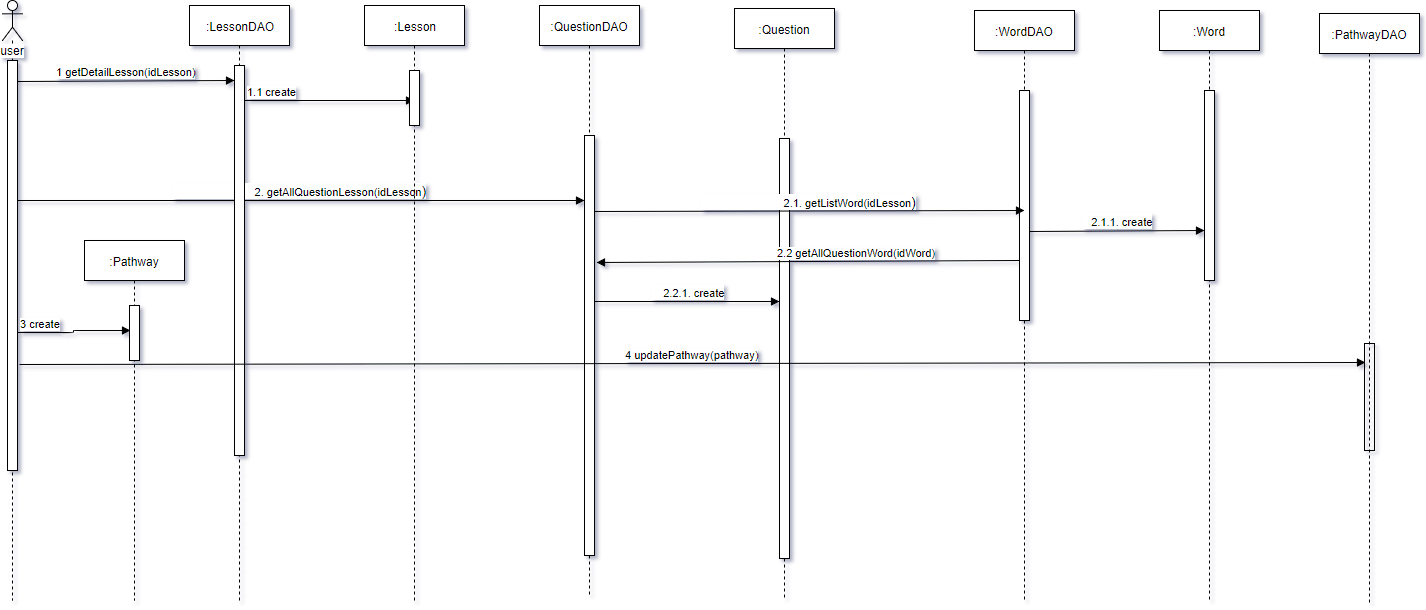 :LessonDAO
:Lesson
:QuestionDAO
:Question
:WordDAO
:Word
:PathwayDAO
user
1 getDetailLesson(idLesson)
1.1 create
2. getAllQuestionLesson(idLesson)
2.1. getListWord(idLesson)
2.1.1. create
2.2 getAllQuestionWord(idWord)
:Pathway
2.2.1. create
3 create
4 updatePathway(pathway)